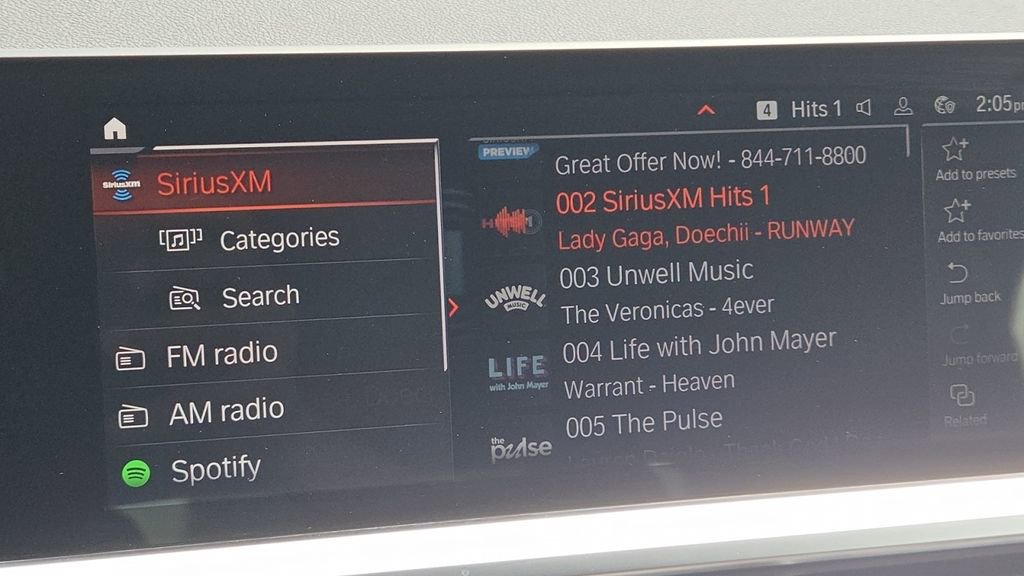 4 Hits 1 2:05pm
SiriusXM
SiriusXM
Categories
Search
FM radio
AM radio
Spotify
PREVIEW
Great Offer Now! - 844-711-8800
002 SiriusXM Hits 1
Lady Gaga, Doechii - RUNWAY
UNWELL
MUSIC
003 Unwell Music
The Veronicas - 4ever
LIFE
with John Mayer
004 Life with John Mayer
Warrant - Heaven
the
pulse
005 The Pulse
Add to presets
Add to favorites
Jump back
Jump forward
Related